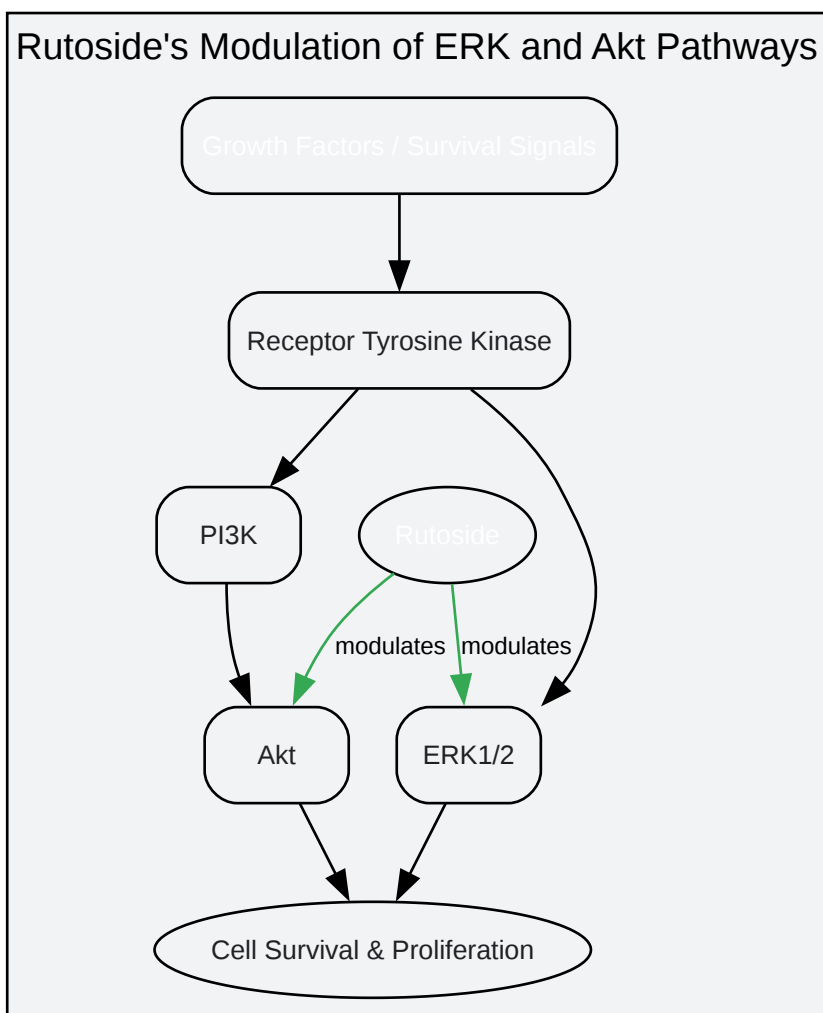 Rutoside's Modulation of ERK and Akt Pathways
Growth Factors / Survival Signals
Receptor Tyrosine Kinase
PI3K
Rutoside
modulates
modulates
Akt
ERK1/2
Cell Survival & Proliferation